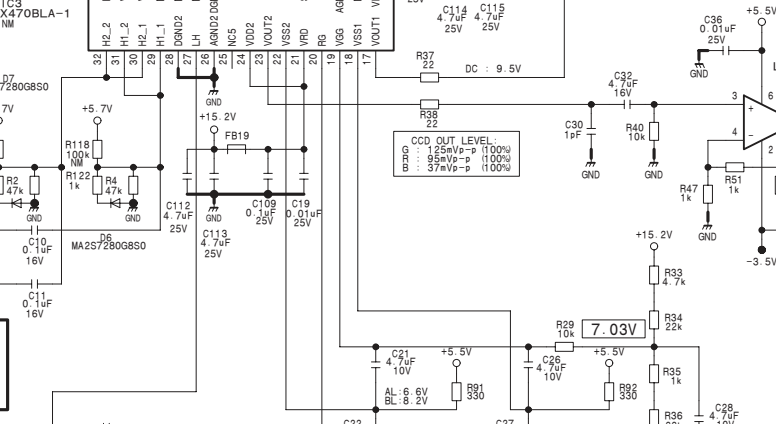 IC3
X470BLA-1
NM
H2_2
H1_2
H2_1
H1_1
DGND2
LH
AGND2
NC5
VDD2
VOUT2
VSS2
VRD
RG
VGG
VSS1
VOUT1
32
31
30
29
28
27
26
25
24
23
22
21
20
19
18
17
25V
C114
4.7uF
25V
C115
4.7uF
25V
C36
0.01uF
25V
+5.5V
GND
R37
22
DC : 9.5V
R38
22
C32
4.7uF
16V
C30
1pF
R40
10k
GND
GND
3
+
4
-
6
2
R47
1k
R51
1k
GND
-3.5V
D7
7280G8S0
7V
+5.7V
GND
+15.2V
FB19
R118
100k
NM
R122
1k
R2
47k
R4
47k
GND
GND
D6
MA2S7280G8S0
C10
0.1uF
16V
C11
0.1uF
16V
C112
4.7uF
25V
GND
C113
4.7uF
25V
C109
0.1uF
25V
C19
0.01uF
25V
CCD OUT LEVEL:
G : 125mVp-p (100%)
R : 95mVp-p (100%)
B : 37mVp-p (100%)
+15.2V
R33
4.7k
R34
22k
R29
10k
7.03V
C21
4.7uF
10V
+5.5V
R91
330
AL:6.6V
BL:8.2V
C26
4.7uF
10V
+5.5V
R92
330
R35
1k
R36
C28
4.7uF
10V
C22
C27